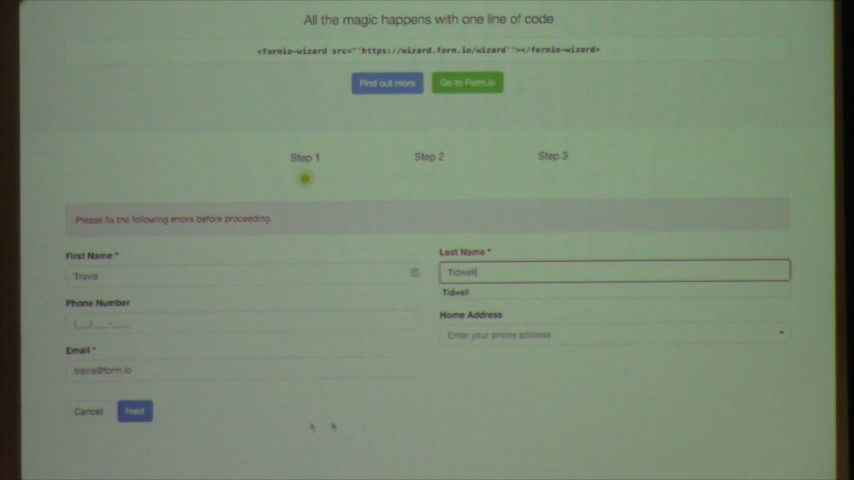 All the magic happens with one line of code
<formio-wizard src="'https://wizard.form.io/wizard'"></formio-wizard>
Find out more
Go to Form.io
Step 1
Step 2
Step 3
Please fix the following errors before proceeding.
First Name *
Last Name *
Travis
Tidwell
Tidwell
Phone Number
Home Address
(___) ___-____
Enter your phone address
Email *
travis@form.io
Cancel
Next